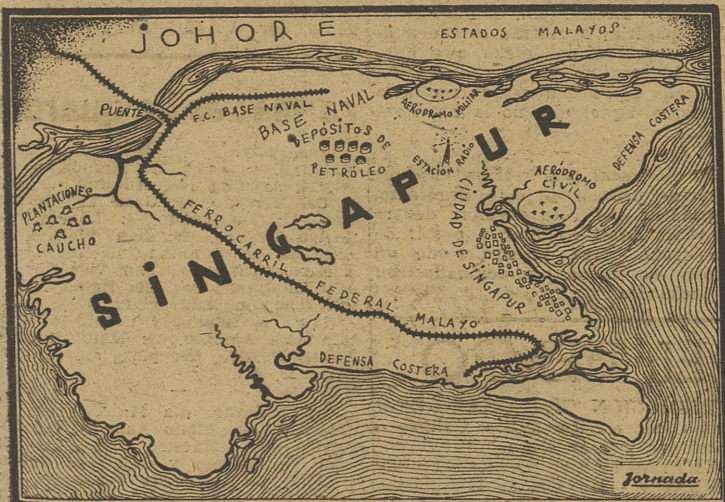 JOHORE
ESTADOS MALAYOS
PUENTE
F.C. BASE NAVAL
BASE NAVAL
AERÓDROMO MILITAR
DEPÓSITOS DE
PETRÓLEO
ESTACIÓN RADIO
DEFENSA COSTERA
AERÓDROMO
CIVIL
PLANTACIONES
CAUCHO
SINGAPUR
CIUDAD DE SINGAPUR
FERROCARRIL FEDERAL MALAYO
DEFENSA COSTERA
Jornada